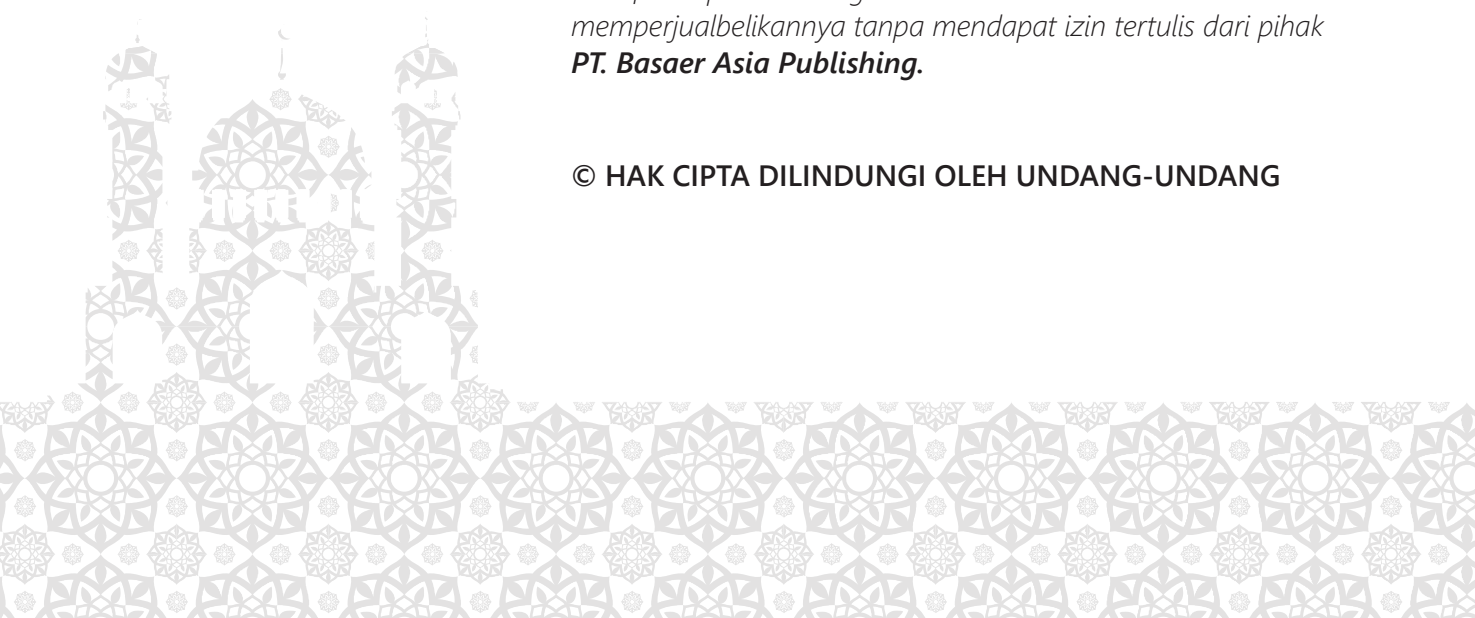 memperjualbelikannya tanpa mendapat izin tertulis dari pihak
PT. Basaer Asia Publishing.
© HAK CIPTA DILINDUNGI OLEH UNDANG-UNDANG